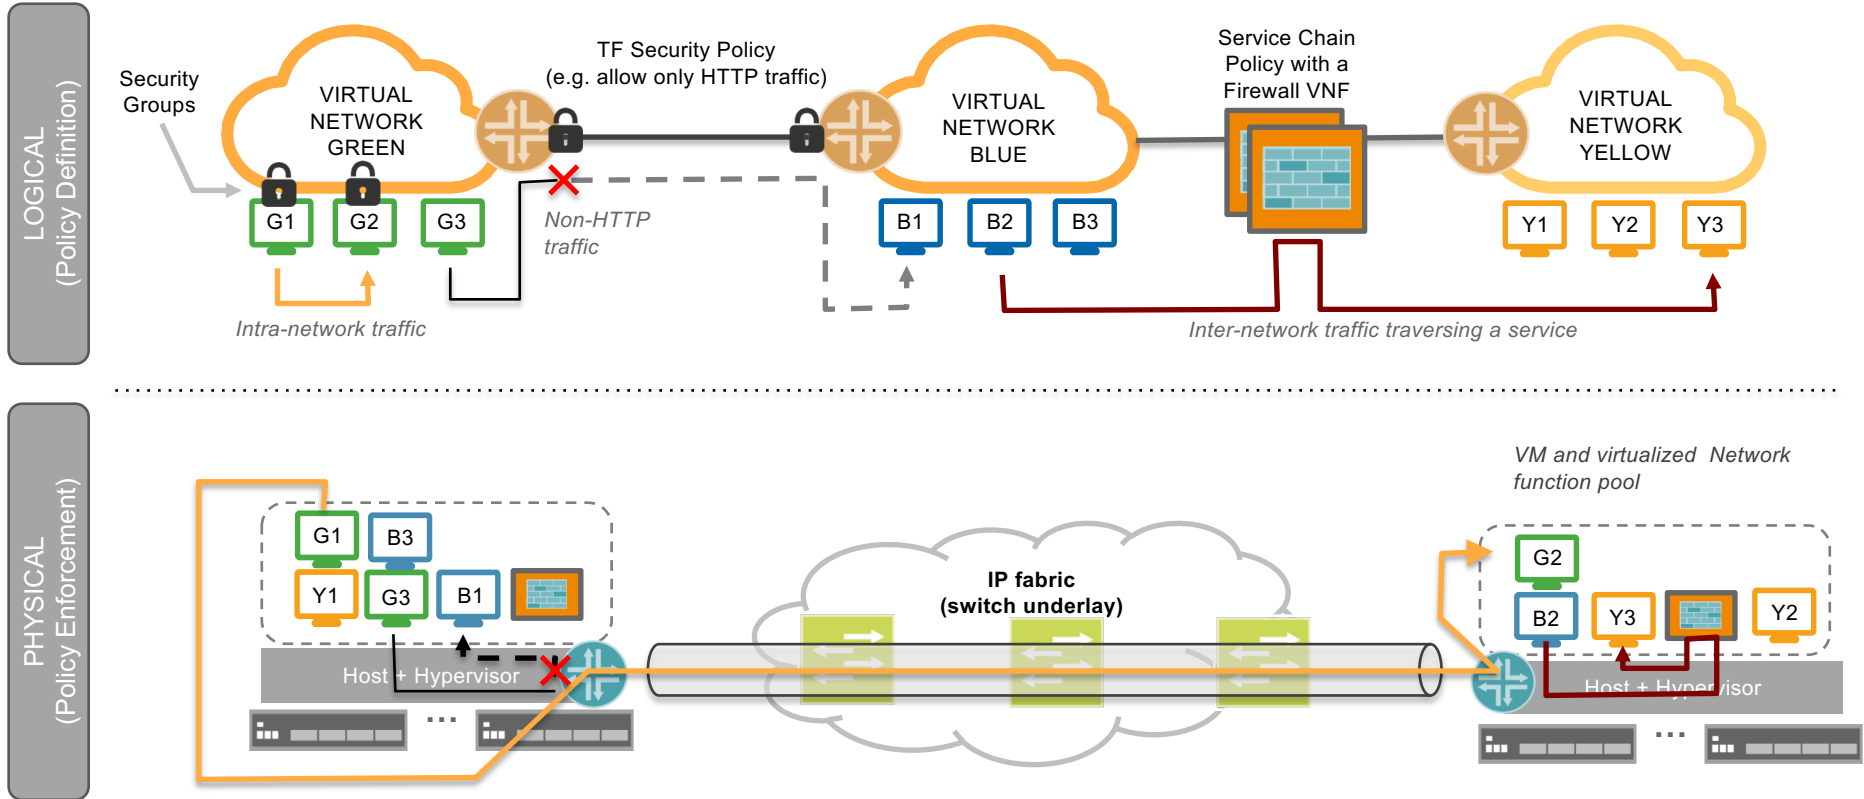 LOGICAL
(Policy Definition)
Security
Groups
VIRTUAL
NETWORK
GREEN
TF Security Policy
(e.g. allow only HTTP traffic)
VIRTUAL
NETWORK
BLUE
Service Chain
Policy with a
Firewall VNF
VIRTUAL
NETWORK
YELLOW
G1
G2
G3
Non-HTTP
traffic
B1
B2
B3
Y1
Y2
Y3
Intra-network traffic
Inter-network traffic traversing a service
PHYSICAL
(Policy Enforcement)
VM and virtualized Network
function pool
G1
B3
Y1
G3
B1
Host + Hypervisor
...
IP fabric
(switch underlay)
G2
B2
Y3
Y2
Host + Hypervisor
...